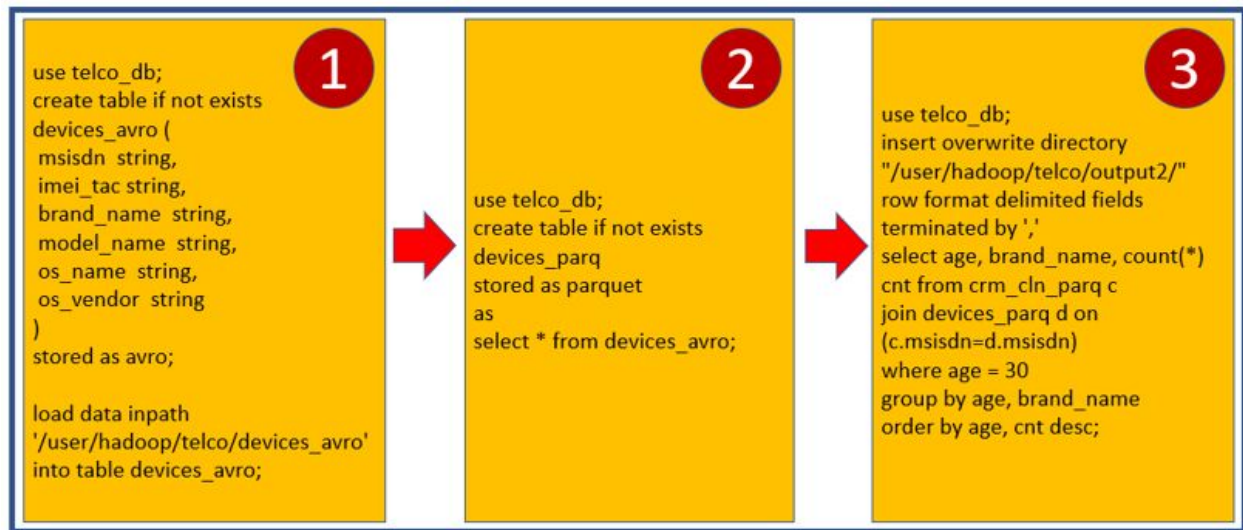 1
use telco_db;
create table if not exists
devices_avro (
msisdn  string,
imei_tac string,
brand_name  string,
model_name  string,
os_name  string,
os_vendor  string
)
stored as avro;
load data inpath
'/user/hadoop/telco/devices_avro'
into table devices_avro;
2
use telco_db;
create table if not exists
devices_parq
stored as parquet
as
select * from devices_avro;
3
use telco_db;
insert overwrite directory
"/user/hadoop/telco/output2/"
row format delimited fields
terminated by ','
select age, brand_name, count(*)
cnt from crm_cln_parq c
join devices_parq d on
(c.msisdn=d.msisdn)
where age = 30
group by age, brand_name
order by age, cnt desc;